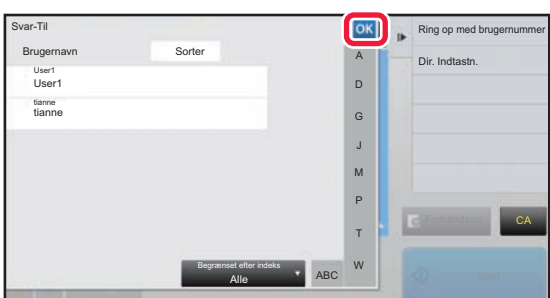 Svar-Til
OK
Ring op med brugernummer
Brugernavn
Sorter
A
Dir. Indtastn.
User1
User1
D
tianne
tianne
G
J
M
P
CA
T
Begrænset efter indeks
Alle
ABC
W
Start